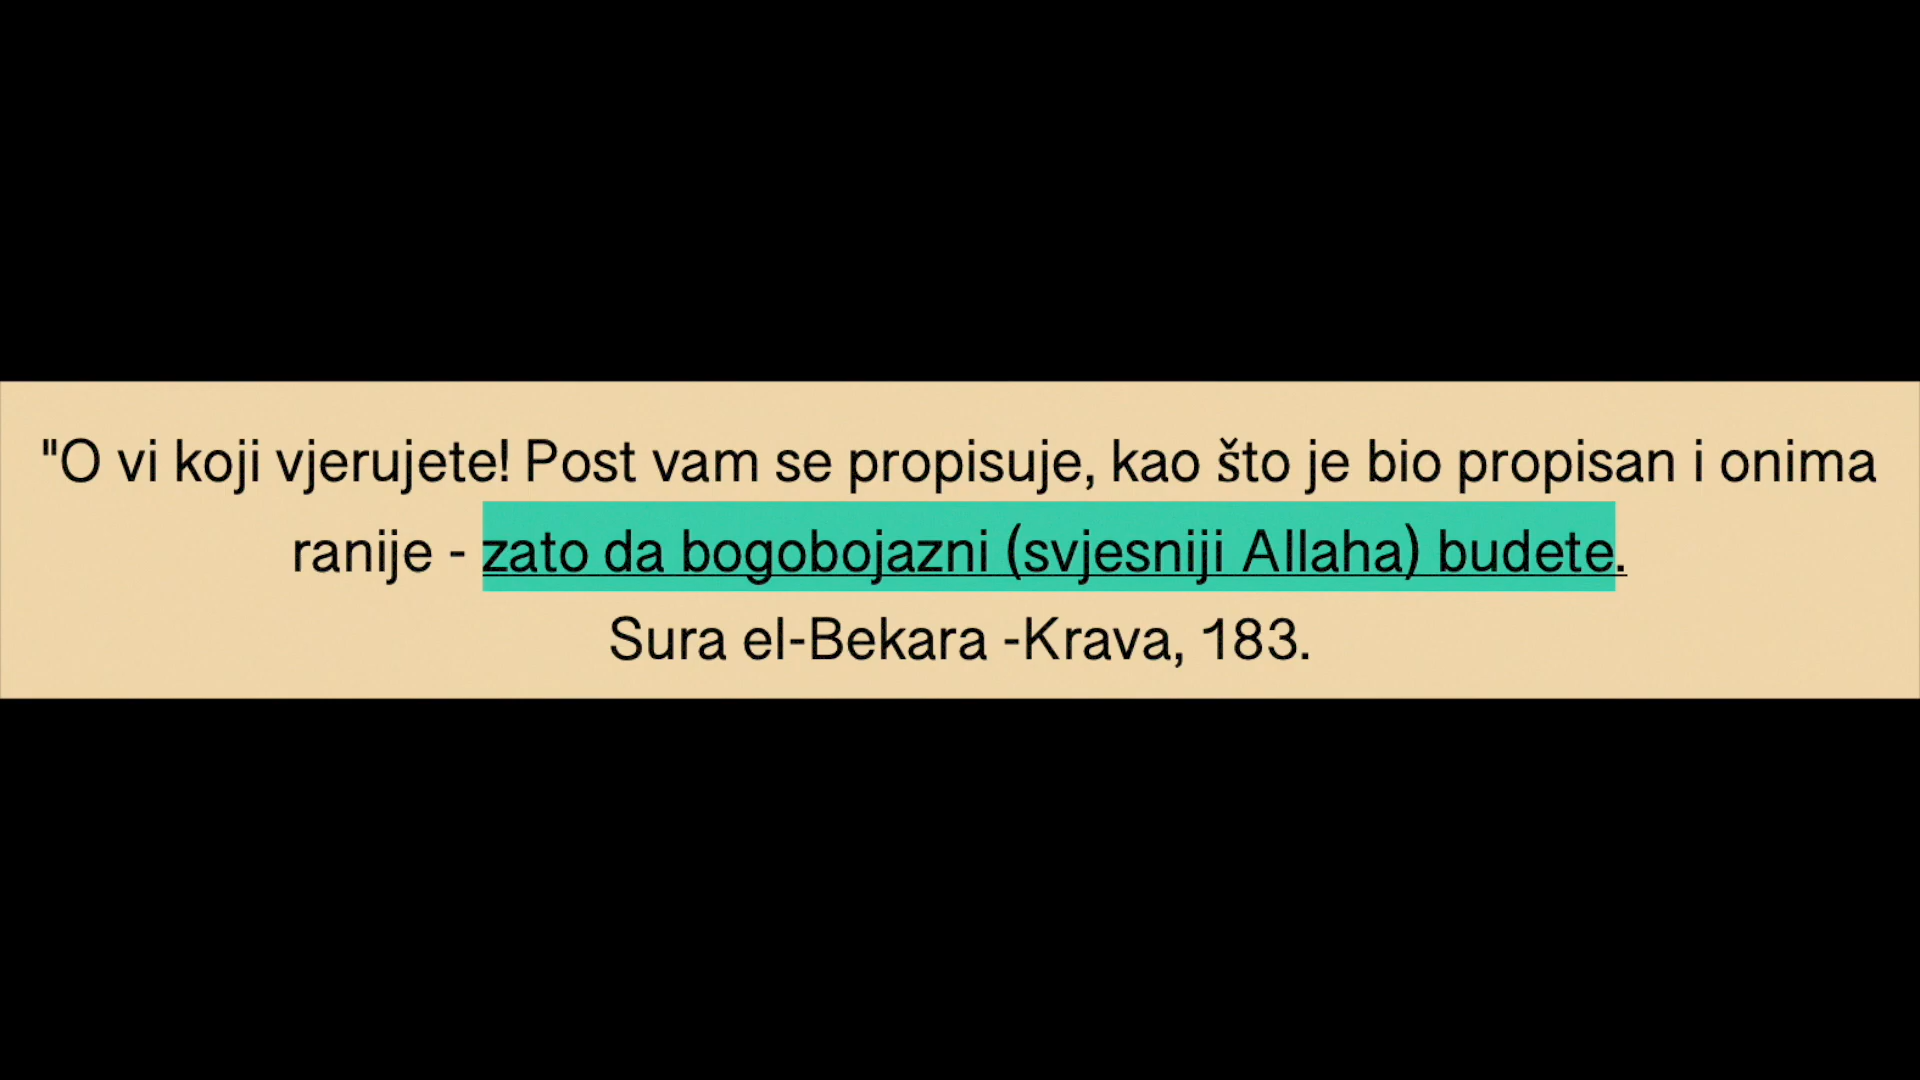 "O vi koji vjerujete! Post vam se propisuje, kao što je bio propisan i onima
ranije - zato da bogobojazni (svjesniji Allaha) budete.
Sura el-Bekara -Krava, 183.